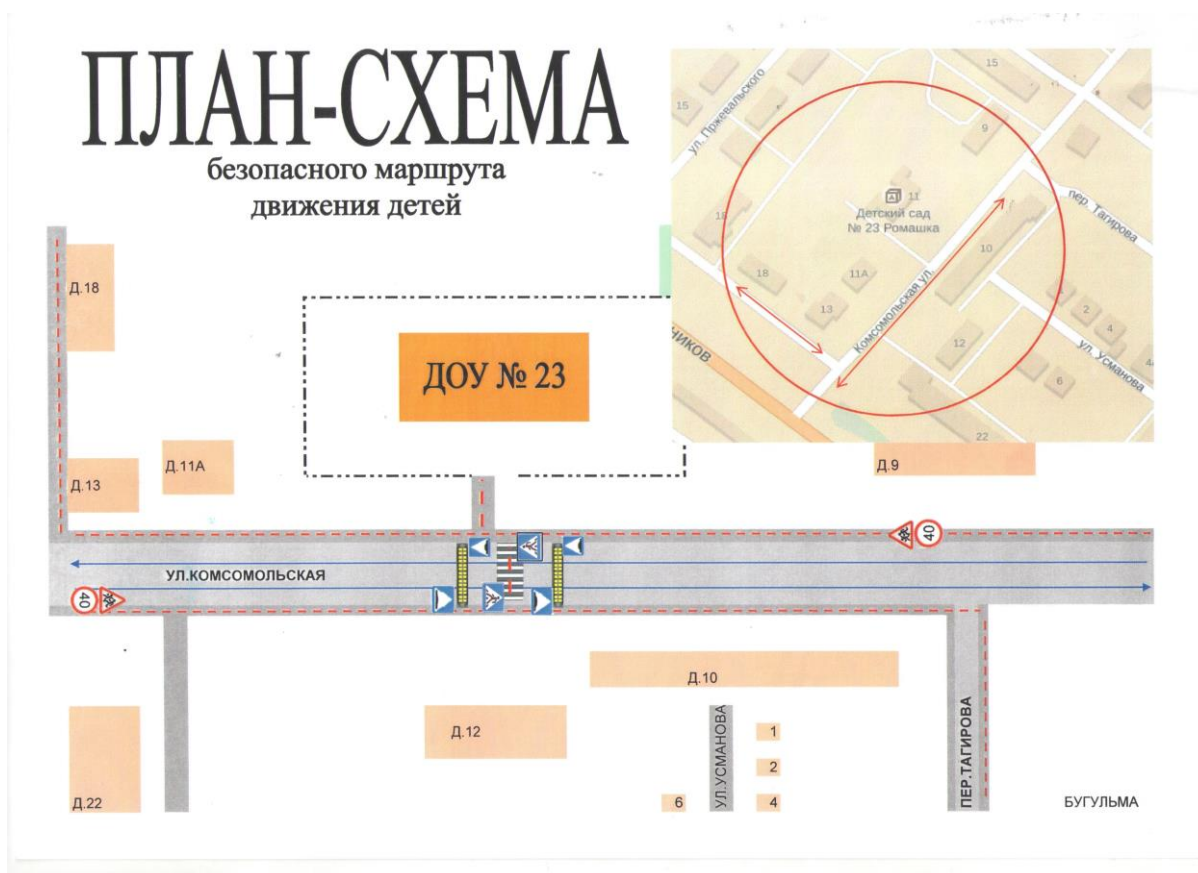 ПЛАН-СХЕМА
безопасного маршрута
движения детей
15
ул. Пржевальского
15
9
11
Детский сад
№ 23 Ромашка
пер. Тагирова
10
18
18
11А
13
Комсомольская ул.
НИКОВ
12
2
4
ул. Усманова
6
22
Д.18
ДОУ № 23
Д.11А
Д.13
Д.9
40
УЛ.КОМСОМОЛЬСКАЯ
40
Д.10
Д.12
УЛ.УСМАНОВА
1
2
6
4
ПЕР.ТАГИРОВА
Д.22
БУГУЛЬМА